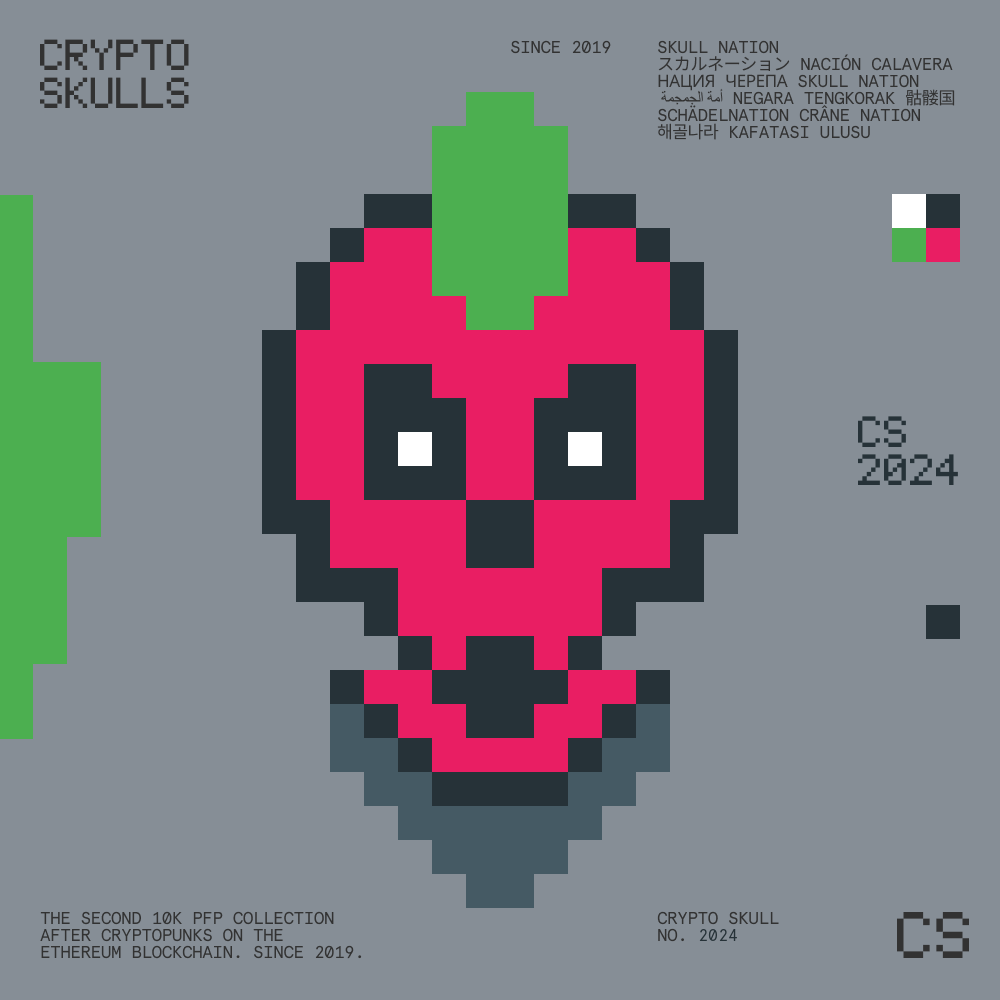 CRYPTO
SKULLS
SINCE 2019
SKULL NATION
スカルネーション NACIÓN CALAVERA
НАЦИЯ ЧЕРЕПА SKULL NATION
أمة الجمجمة NEGARA TENGKORAK 骷髅国
SCHÄDELNATION CRÂNE NATION
해골나라 KAFATASI ULUSU
CS
2024
THE SECOND 10K PFP COLLECTION
AFTER CRYPTOPUNKS ON THE
ETHEREUM BLOCKCHAIN. SINCE 2019.
CRYPTO SKULL
NO. 2024
CS